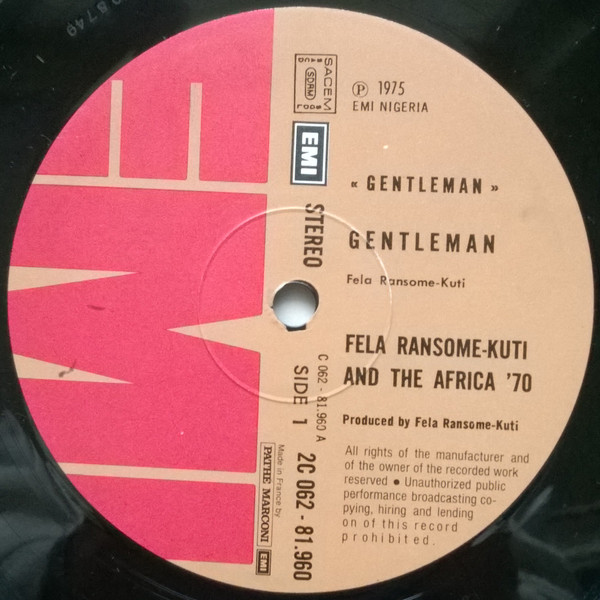 SACEM
SDRM
EMI
STEREO
Ⓟ 1975
EMI NIGERIA
« GENTLEMAN »
GENTLEMAN
Fela Ransome-Kuti
FELA RANSOME-KUTI
AND THE AFRICA '70
Produced by Fela Ransome-Kuti
All rights of the manufacturer and
of the owner of the recorded work
reserved ● Unauthorized public
performance broadcasting co-
pying, hiring and lending
on of this record
prohibited.
C 062 - 81.960 A
SIDE 1
2C 062 - 81.960
Made in France by
PATHE MARCONI
EMI
EMI